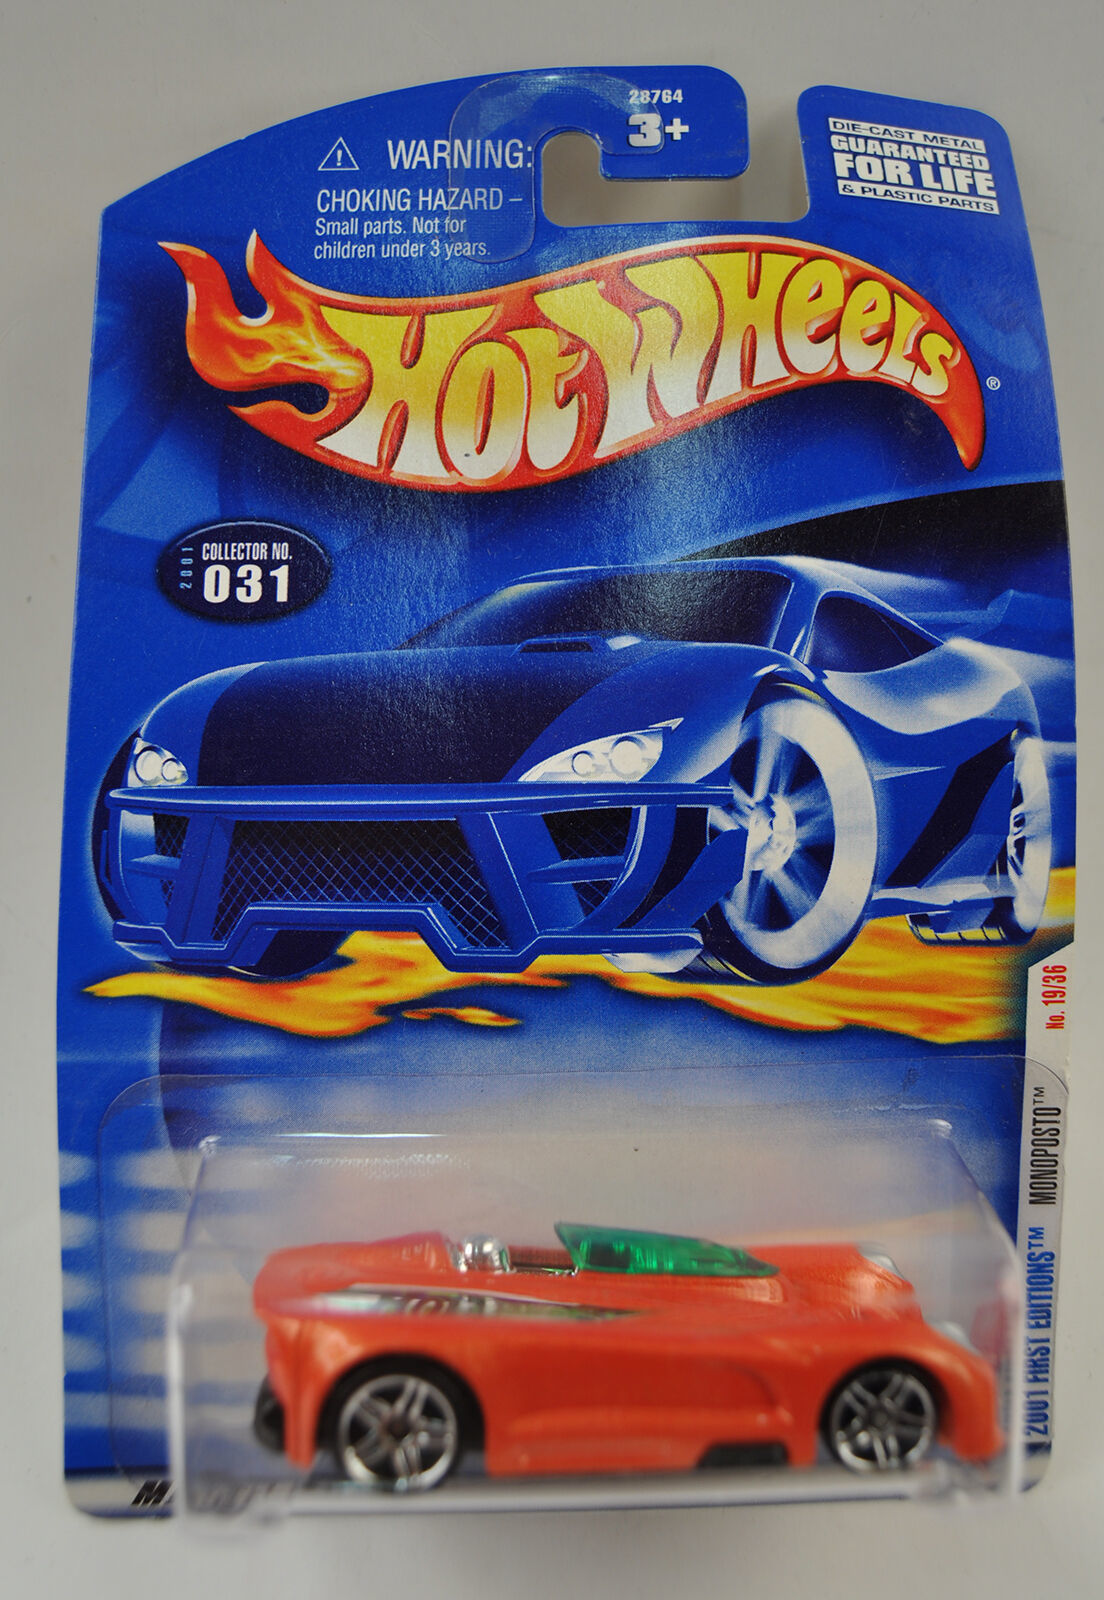 28764
3+
WARNING:
CHOKING HAZARD –
Small parts. Not for
children under 3 years.
DIE-CAST METAL
GUARANTEED
FOR LIFE
& PLASTIC PARTS
HOT WHEELS®
2001
COLLECTOR NO.
031
No. 19/36
2001 FIRST EDITIONS™ MONOPOSTO™